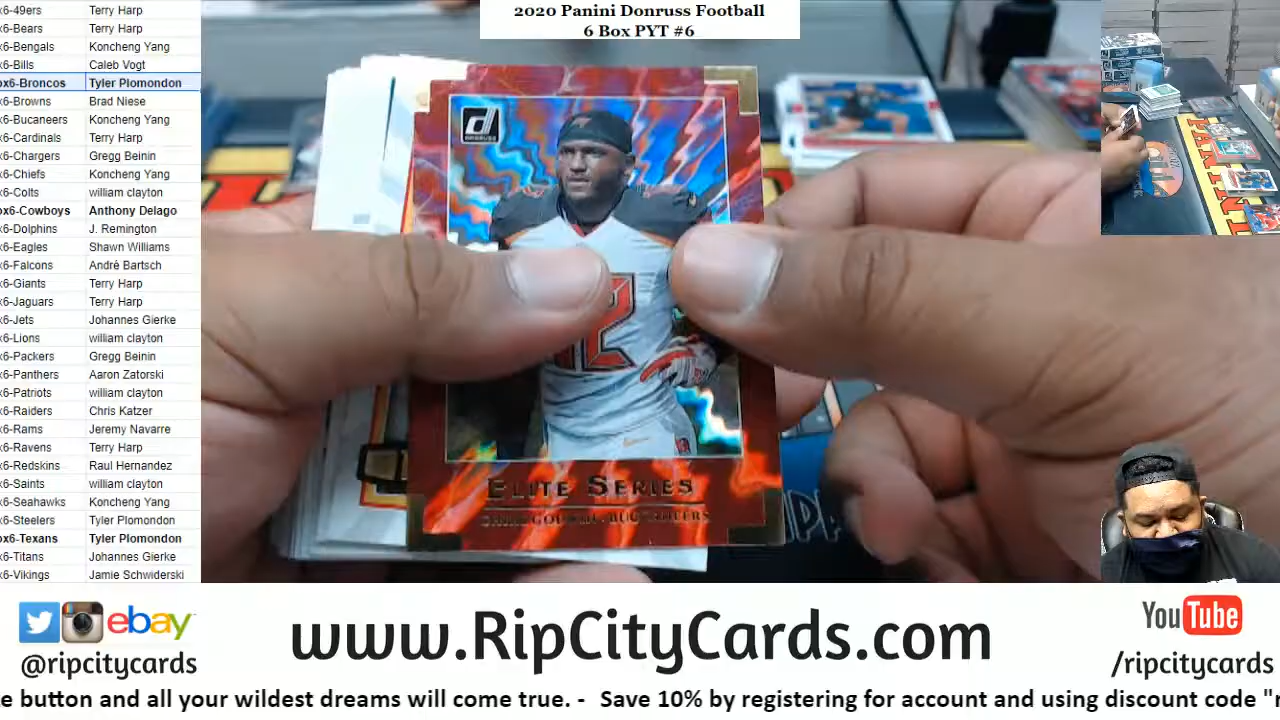 2020 Panini Donruss Football
6 Box PYT #6
x6-49ers Terry Harp
x6-Bears Terry Harp
x6-Bengals Koncheng Yang
x6-Bills Caleb Vogt
ox6-Broncos Tyler Plomondon
x6-Browns Brad Niese
x6-Bucaneers Koncheng Yang
x6-Cardinals Terry Harp
x6-Chargers Gregg Beinin
x6-Chiefs Koncheng Yang
x6-Colts william clayton
ox6-Cowboys Anthony Delago
x6-Dolphins J. Remington
x6-Eagles Shawn Williams
x6-Falcons André Bartsch
x6-Giants Terry Harp
x6-Jaguars Terry Harp
x6-Jets Johannes Gierke
x6-Lions william clayton
x6-Packers Gregg Beinin
x6-Panthers Aaron Zatorski
x6-Patriots william clayton
x6-Raiders Chris Katzer
x6-Rams Jeremy Navarre
x6-Ravens Terry Harp
x6-Redskins Raul Hernandez
x6-Saints william clayton
x6-Seahawks Koncheng Yang
x6-Steelers Tyler Plomondon
ox6-Texans Tyler Plomondon
x6-Titans Johannes Gierke
x6-Vikings Jamie Schwiderski
DONRUSS
ELITE SERIES
ebay
@ripcitycards
www.RipCityCards.com
YouTube
/ripcitycards
te button and all your wildest dreams will come true. - Save 10% by registering for account and using discount code "r